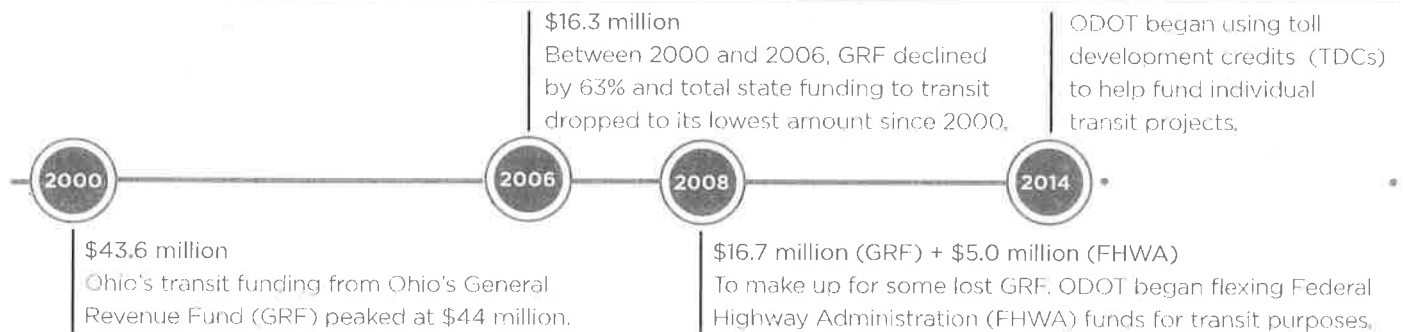 $16.3 million
Between 2000 and 2006, GRF declined
by 63% and total state funding to transit
dropped to its lowest amount since 2000.
ODOT began using toll
development credits (TDCs)
to help fund individual
transit projects.
2000
2006
2008
2014
$43.6 million
Ohio's transit funding from Ohio's General
Revenue Fund (GRF) peaked at $44 million.
$16.7 million (GRF) + $5.0 million (FHWA)
To make up for some lost GRF, ODOT began flexing Federal
Highway Administration (FHWA) funds for transit purposes.